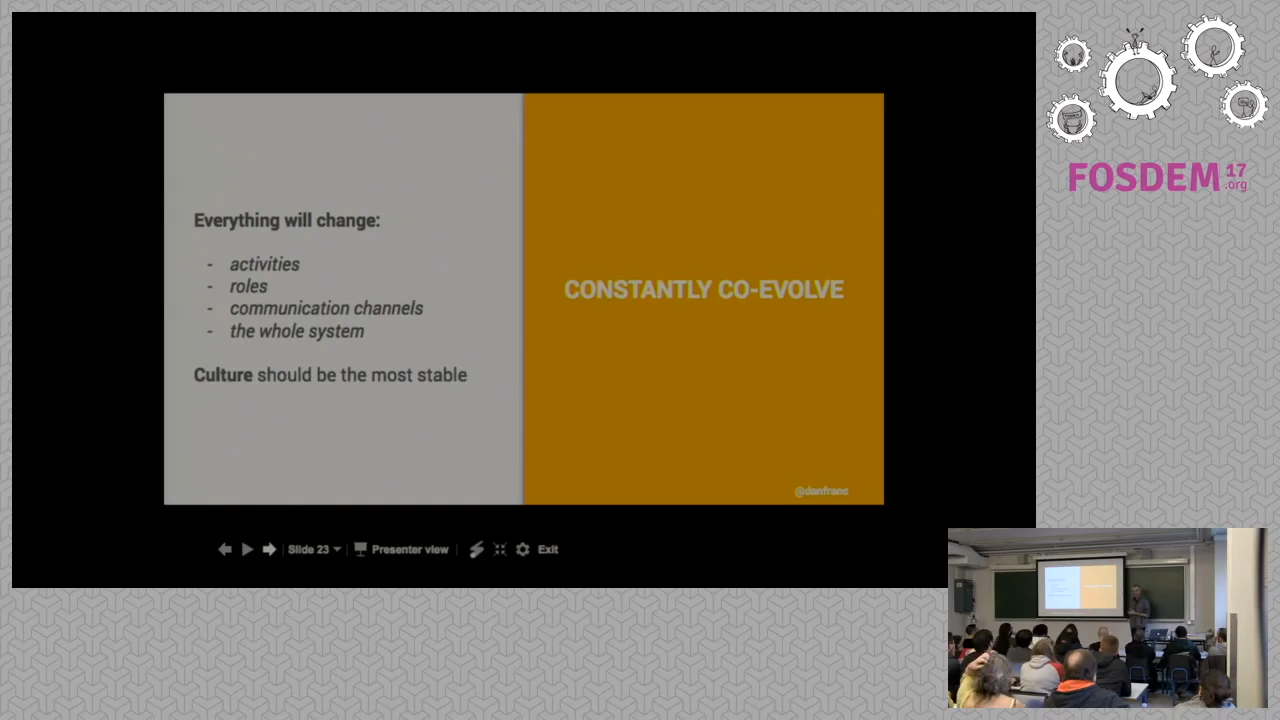 Everything will change:
- activities
- roles
- communication channels
- the whole system
Culture should be the most stable
CONSTANTLY CO-EVOLVE
@danfranc
Slide 23
Presenter view
Exit
FOSDEM 17
.org